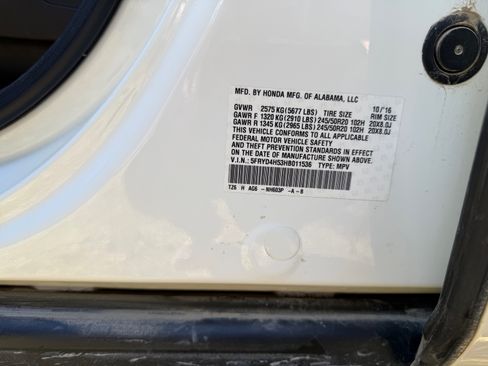 MFD. BY HONDA MFG. OF ALABAMA, LLC 10/16
GVWR 2575 KG(5677 LBS) TIRE SIZE RIM SIZE
GAWR F 1320 KG(2910 LBS) 245/50R20 102H 20X8.0J
GAWR R 1345 KG(2965 LBS) 245/50R20 102H 20X8.0J
THIS VEHICLE CONFORMS TO ALL APPLICABLE
FEDERAL MOTOR VEHICLE SAFETY
AND THEFT PREVENTION STANDARDS IN EFFECT
ON THE DATE OF MANUFACTURE SHOWN ABOVE
V.I.N.: 5FRYD4H53HB011536 TYPE: MPV
T26 H AG6 -NH603P -A-B